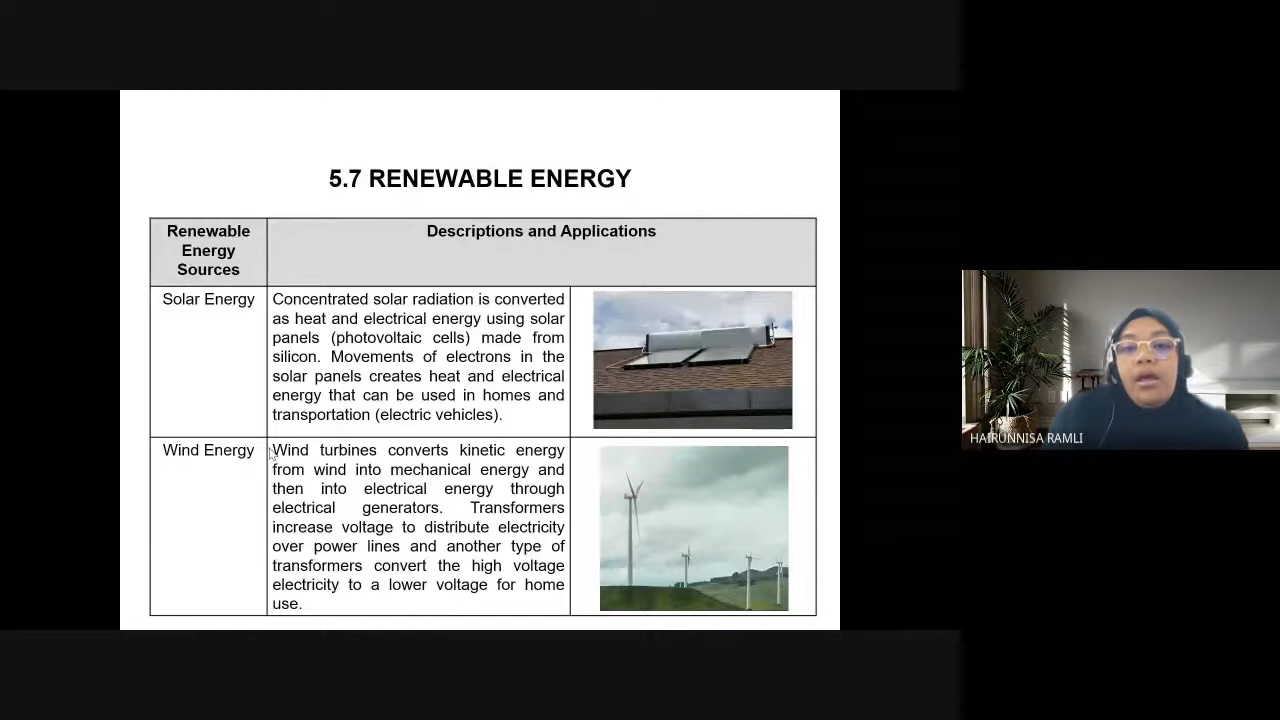 5.7 RENEWABLE ENERGY
Renewable
Energy
Sources
Descriptions and Applications
Solar Energy
Concentrated solar radiation is converted
as heat and electrical energy using solar
panels (photovoltaic cells) made from
silicon. Movements of electrons in the
solar panels creates heat and electrical
energy that can be used in homes and
transportation (electric vehicles).
Wind Energy
Wind turbines converts kinetic energy
from wind into mechanical energy and
then into electrical energy through
electrical generators. Transformers
increase voltage to distribute electricity
over power lines and another type of
transformers convert the high voltage
electricity to a lower voltage for home
use.
HAIRUNNISA RAMLI